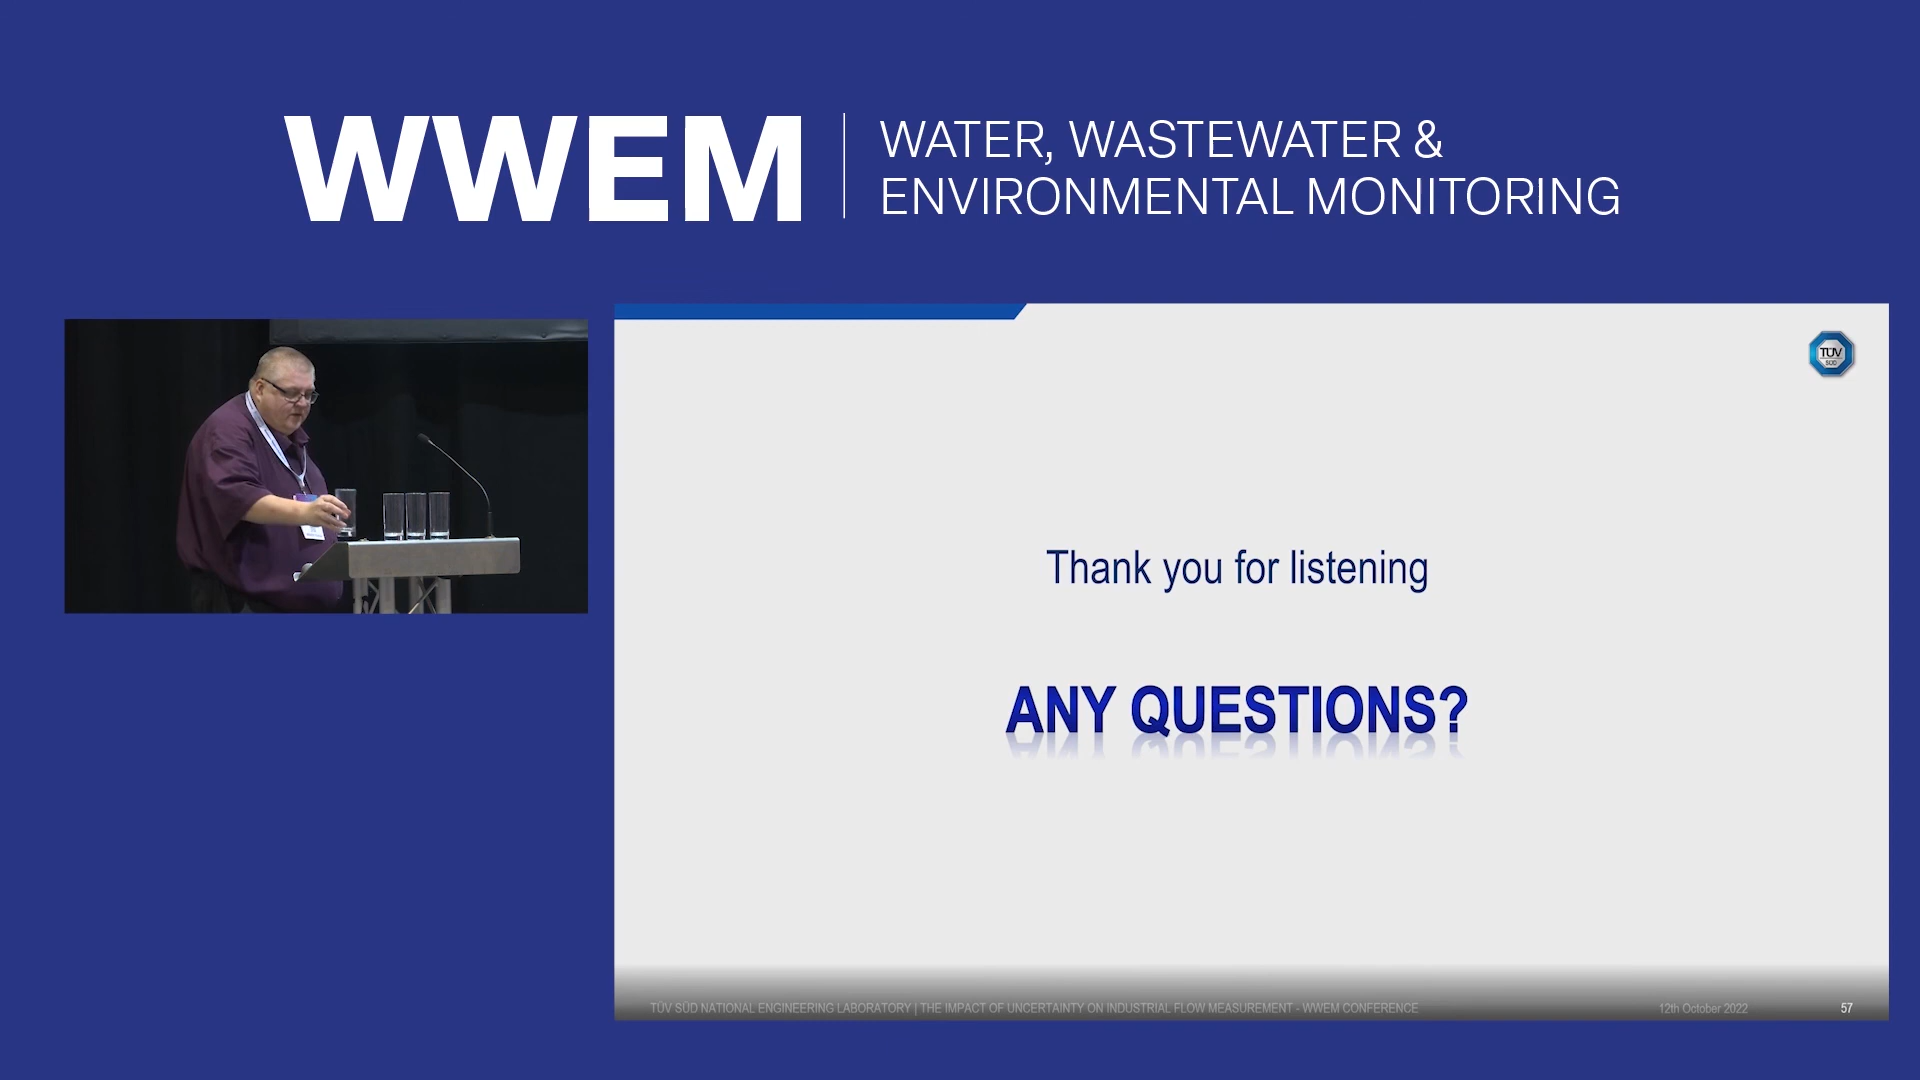 WWEM
WATER, WASTEWATER &
ENVIRONMENTAL MONITORING
TÜV
SÜD
Thank you for listening
ANY QUESTIONS?
TÜV SÜD NATIONAL ENGINEERING LABORATORY | THE IMPACT OF UNCERTAINTY ON INDUSTRIAL FLOW MEASUREMENT - WWEM CONFERENCE
12th October 2022
57